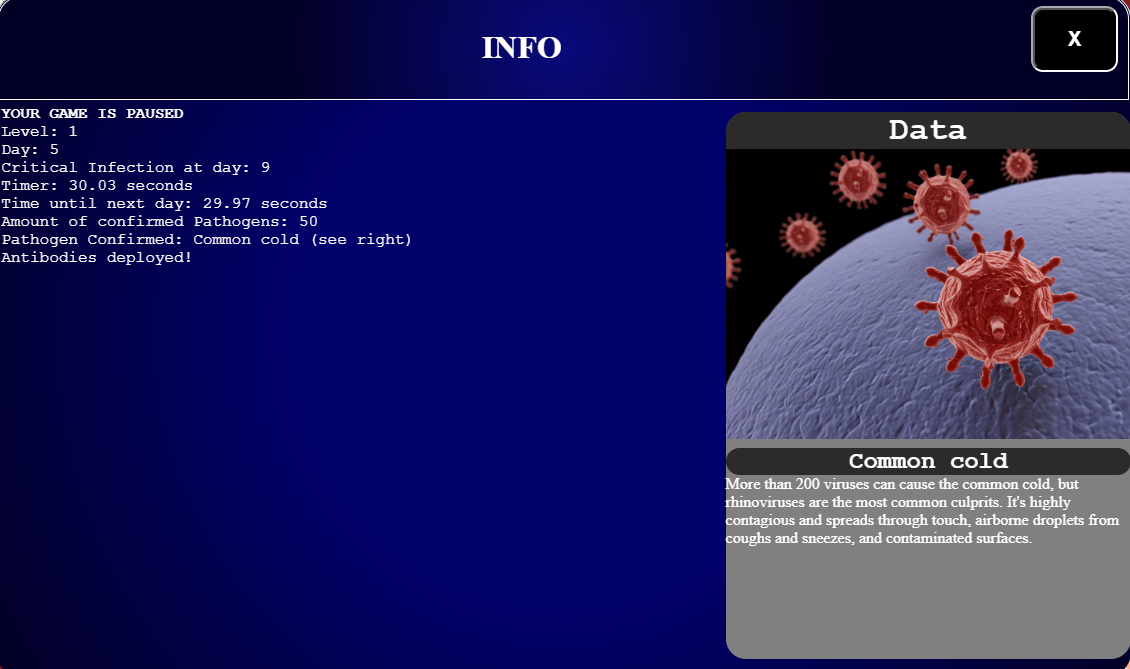 INFO
X
YOUR GAME IS PAUSED
Level: 1
Day: 5
Critical Infection at day: 9
Timer: 30.03 seconds
Time until next day: 29.97 seconds
Amount of confirmed Pathogens: 50
Pathogen Confirmed: Common cold (see right)
Antibodies deployed!
Data
Common cold
More than 200 viruses can cause the common cold, but
rhinoviruses are the most common culprits. It's highly
contagious and spreads through touch, airborne droplets from
coughs and sneezes, and contaminated surfaces.